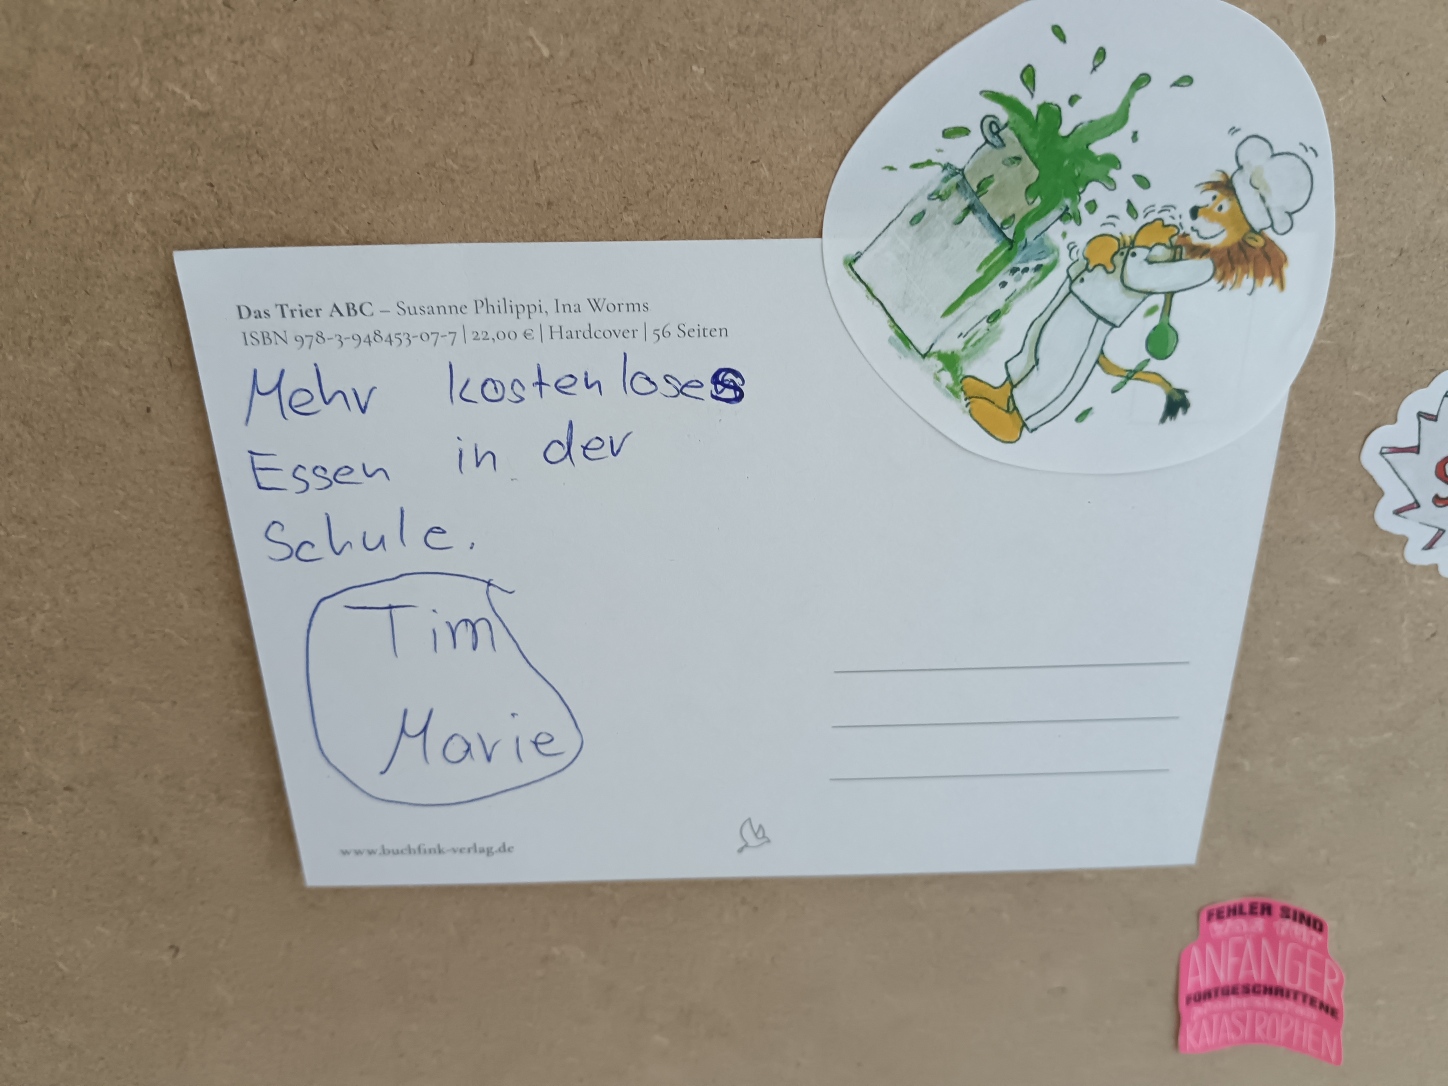 Das Trier ABC – Susanne Philippi, Ina Worms
ISBN 978-3-948453-07-7 | 22,00 € | Hardcover | 56 Seiten
Mehr kostenloses
Essen in der
Schule.
Tim
Marie
www.buchfink-verlag.de
FEHLER SIND
ANFÄNGER
FORTGESCHRITTENE
KATASTROPHEN